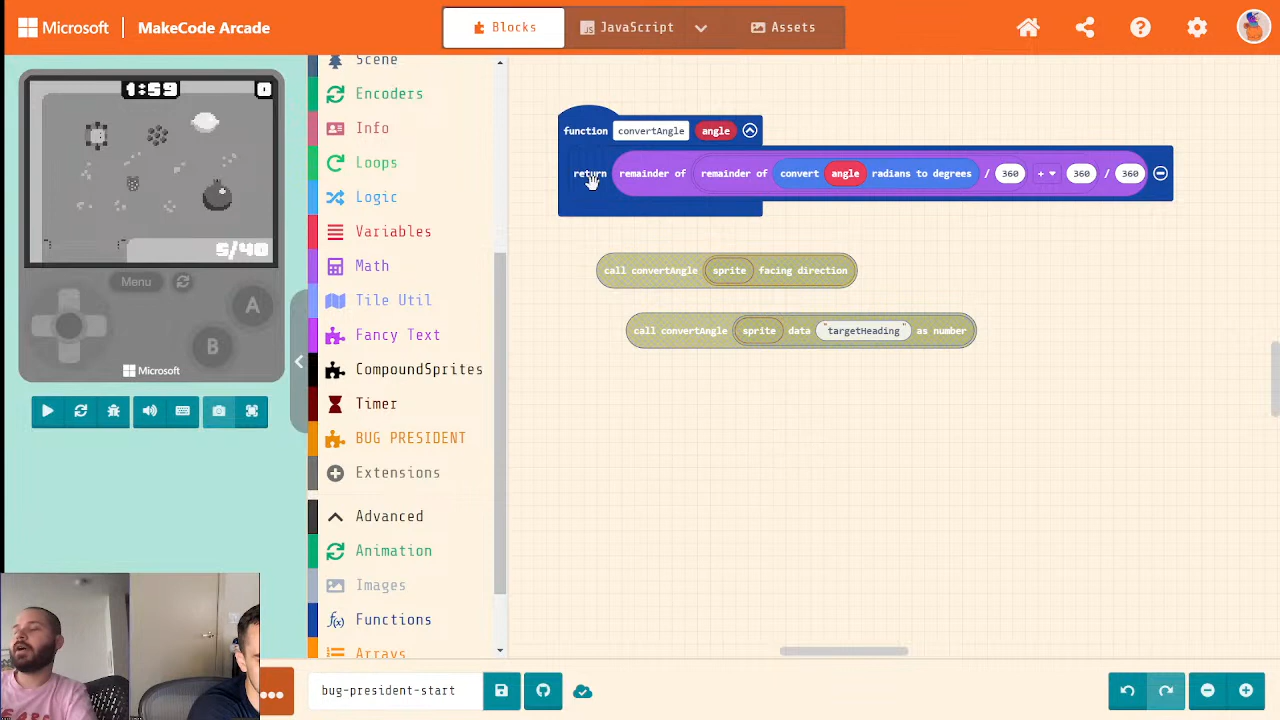 Microsoft
MakeCode Arcade
Blocks
JavaScript
Assets
1:59
0
5/40
Menu
A
B
Microsoft
Scene
Encoders
Info
Loops
Logic
Variables
Math
Tile Util
Fancy Text
CompoundSprites
Timer
BUG PRESIDENT
Extensions
Advanced
Animation
Images
Functions
Arrays
function convertAngle angle
return remainder of remainder of convert angle radians to degrees / 360 + 360 / 360
call convertAngle sprite facing direction
call convertAngle sprite data "targetHeading" as number
bug-president-start